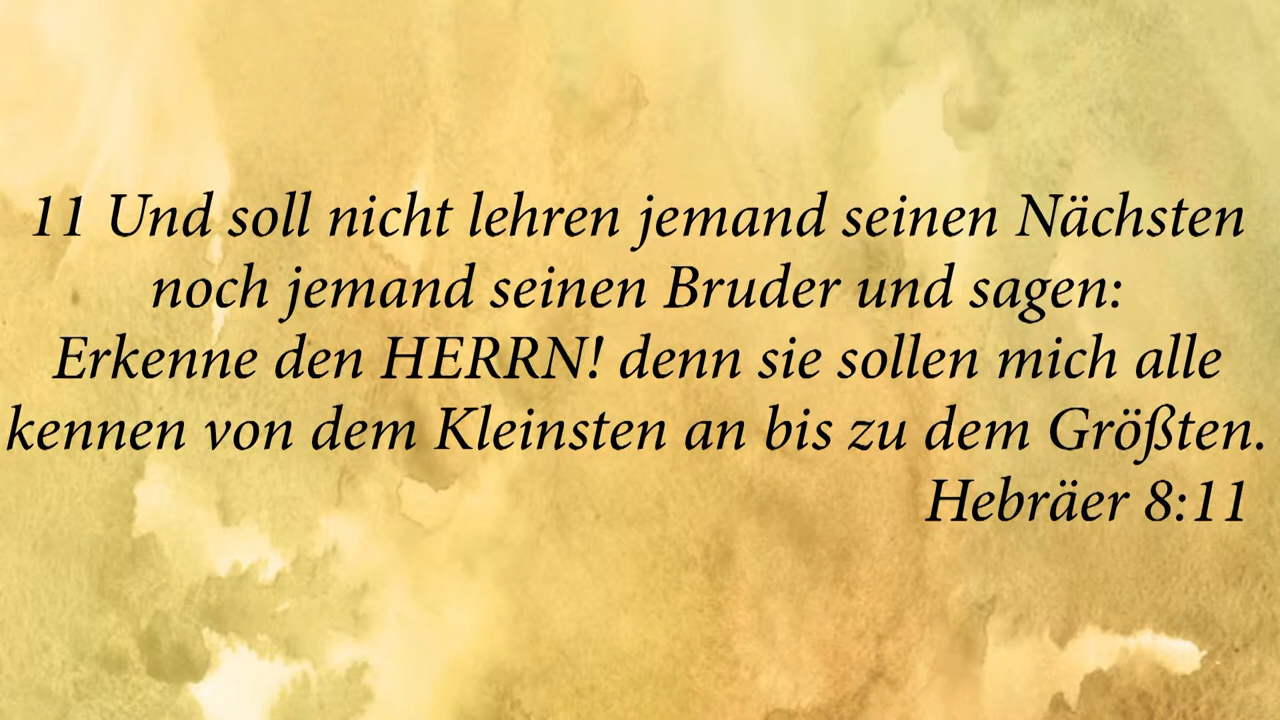 11 Und soll nicht lehren jemand seinen Nächsten
noch jemand seinen Bruder und sagen:
Erkenne den HERRN! denn sie sollen mich alle
kennen von dem Kleinsten an bis zu dem Größten.
Hebräer 8:11